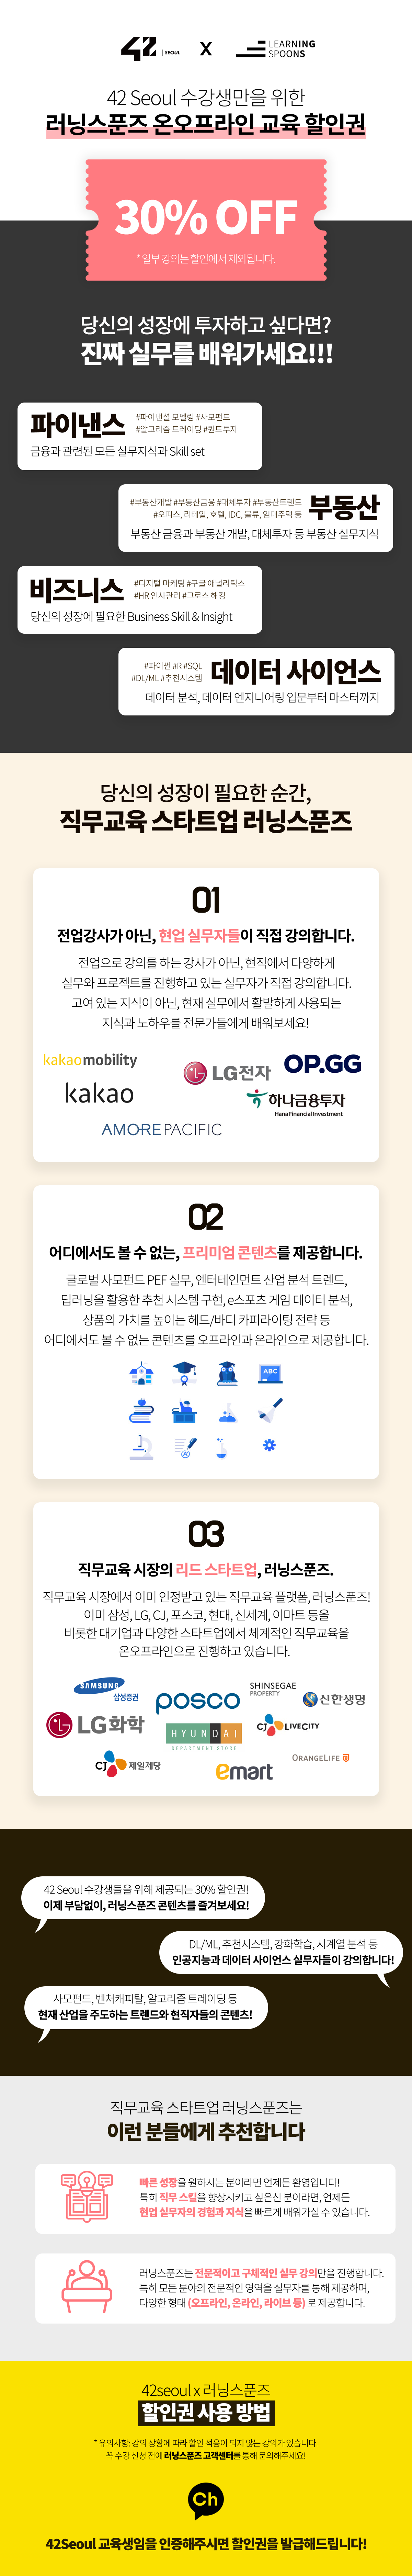 42 | SEOUL X LEARNING SPOONS
42 Seoul 수강생만을 위한
러닝스푼즈 온오프라인 교육 할인권
30% OFF
* 일부 강의는 할인에서 제외됩니다.
당신의 성장에 투자하고 싶다면?
진짜 실무를 배워가세요!!!
파이낸스
#파이낸셜 모델링 #사모펀드
#알고리즘 트레이딩 #퀀트투자
금융과 관련된 모든 실무지식과 Skill set
#부동산개발 #부동산금융 #대체투자 #부동산트렌드
#오피스, 리테일, 호텔, IDC, 물류, 임대주택 등
부동산
부동산 금융과 부동산 개발, 대체투자 등 부동산 실무지식
비즈니스
#디지털 마케팅 #구글 애널리틱스
#HR 인사관리 #그로스 해킹
당신의 성장에 필요한 Business Skill & Insight
#파이썬 #R #SQL
#DL/ML #추천시스템
데이터 사이언스
데이터 분석, 데이터 엔지니어링 입문부터 마스터까지
당신의 성장이 필요한 순간,
직무교육 스타트업 러닝스푼즈
01
전업강사가 아닌, 현업 실무자들이 직접 강의합니다.
전업으로 강의를 하는 강사가 아닌, 현직에서 다양하게
실무와 프로젝트를 진행하고 있는 실무자가 직접 강의합니다.
고여 있는 지식이 아닌, 현재 실무에서 활발하게 사용되는
지식과 노하우를 전문가들에게 배워보세요!
kakaomobility
LG전자
OP.GG
kakao
하나금융투자
Hana Financial Investment
AMOREPACIFIC
02
어디에서도 볼 수 없는, 프리미엄 콘텐츠를 제공합니다.
글로벌 사모펀드 PEF 실무, 엔터테인먼트 산업 분석 트렌드,
딥러닝을 활용한 추천 시스템 구현, e스포츠 게임 데이터 분석,
상품의 가치를 높이는 헤드/바디 카피라이팅 전략 등
어디에서도 볼 수 없는 콘텐츠를 오프라인과 온라인으로 제공합니다.
ABC
03
직무교육 시장의 리드 스타트업, 러닝스푼즈.
직무교육 시장에서 이미 인정받고 있는 직무교육 플랫폼, 러닝스푼즈!
이미 삼성, LG, CJ, 포스코, 현대, 신세계, 이마트 등을
비롯한 대기업과 다양한 스타트업에서 체계적인 직무교육을
온오프라인으로 진행하고 있습니다.
SAMSUNG
삼성증권
posco
SHINSEGAE
PROPERTY
신한생명
LG화학
HYUNDAI
DEPARTMENT STORE
CJ LIVECITY
CJ 제일제당
emart
ORANGELIFE
42 Seoul 수강생들을 위해 제공되는 30% 할인권!
이제 부담없이, 러닝스푼즈 콘텐츠를 즐겨보세요!
DL/ML, 추천시스템, 강화학습, 시계열 분석 등
인공지능과 데이터 사이언스 실무자들이 강의합니다!
사모펀드, 벤처캐피탈, 알고리즘 트레이딩 등
현재 산업을 주도하는 트렌드와 현직자들의 콘텐츠!
직무교육 스타트업 러닝스푼즈는
이런 분들에게 추천합니다
빠른 성장을 원하시는 분이라면 언제든 환영입니다!
특히 직무 스킬을 향상시키고 싶은신 분이라면, 언제든
현업 실무자의 경험과 지식을 빠르게 배워가실 수 있습니다.
러닝스푼즈는 전문적이고 구체적인 실무 강의만을 진행합니다.
특히 모든 분야의 전문적인 영역을 실무자를 통해 제공하며,
다양한 형태 (오프라인, 온라인, 라이브 등) 로 제공합니다.
42seoul x 러닝스푼즈
할인권 사용 방법
* 유의사항: 강의 상황에 따라 할인 적용이 되지 않는 강의가 있습니다.
꼭 수강 신청 전에 러닝스푼즈 고객센터를 통해 문의해주세요!
Ch
42Seoul 교육생임을 인증해주시면 할인권을 발급해드립니다!